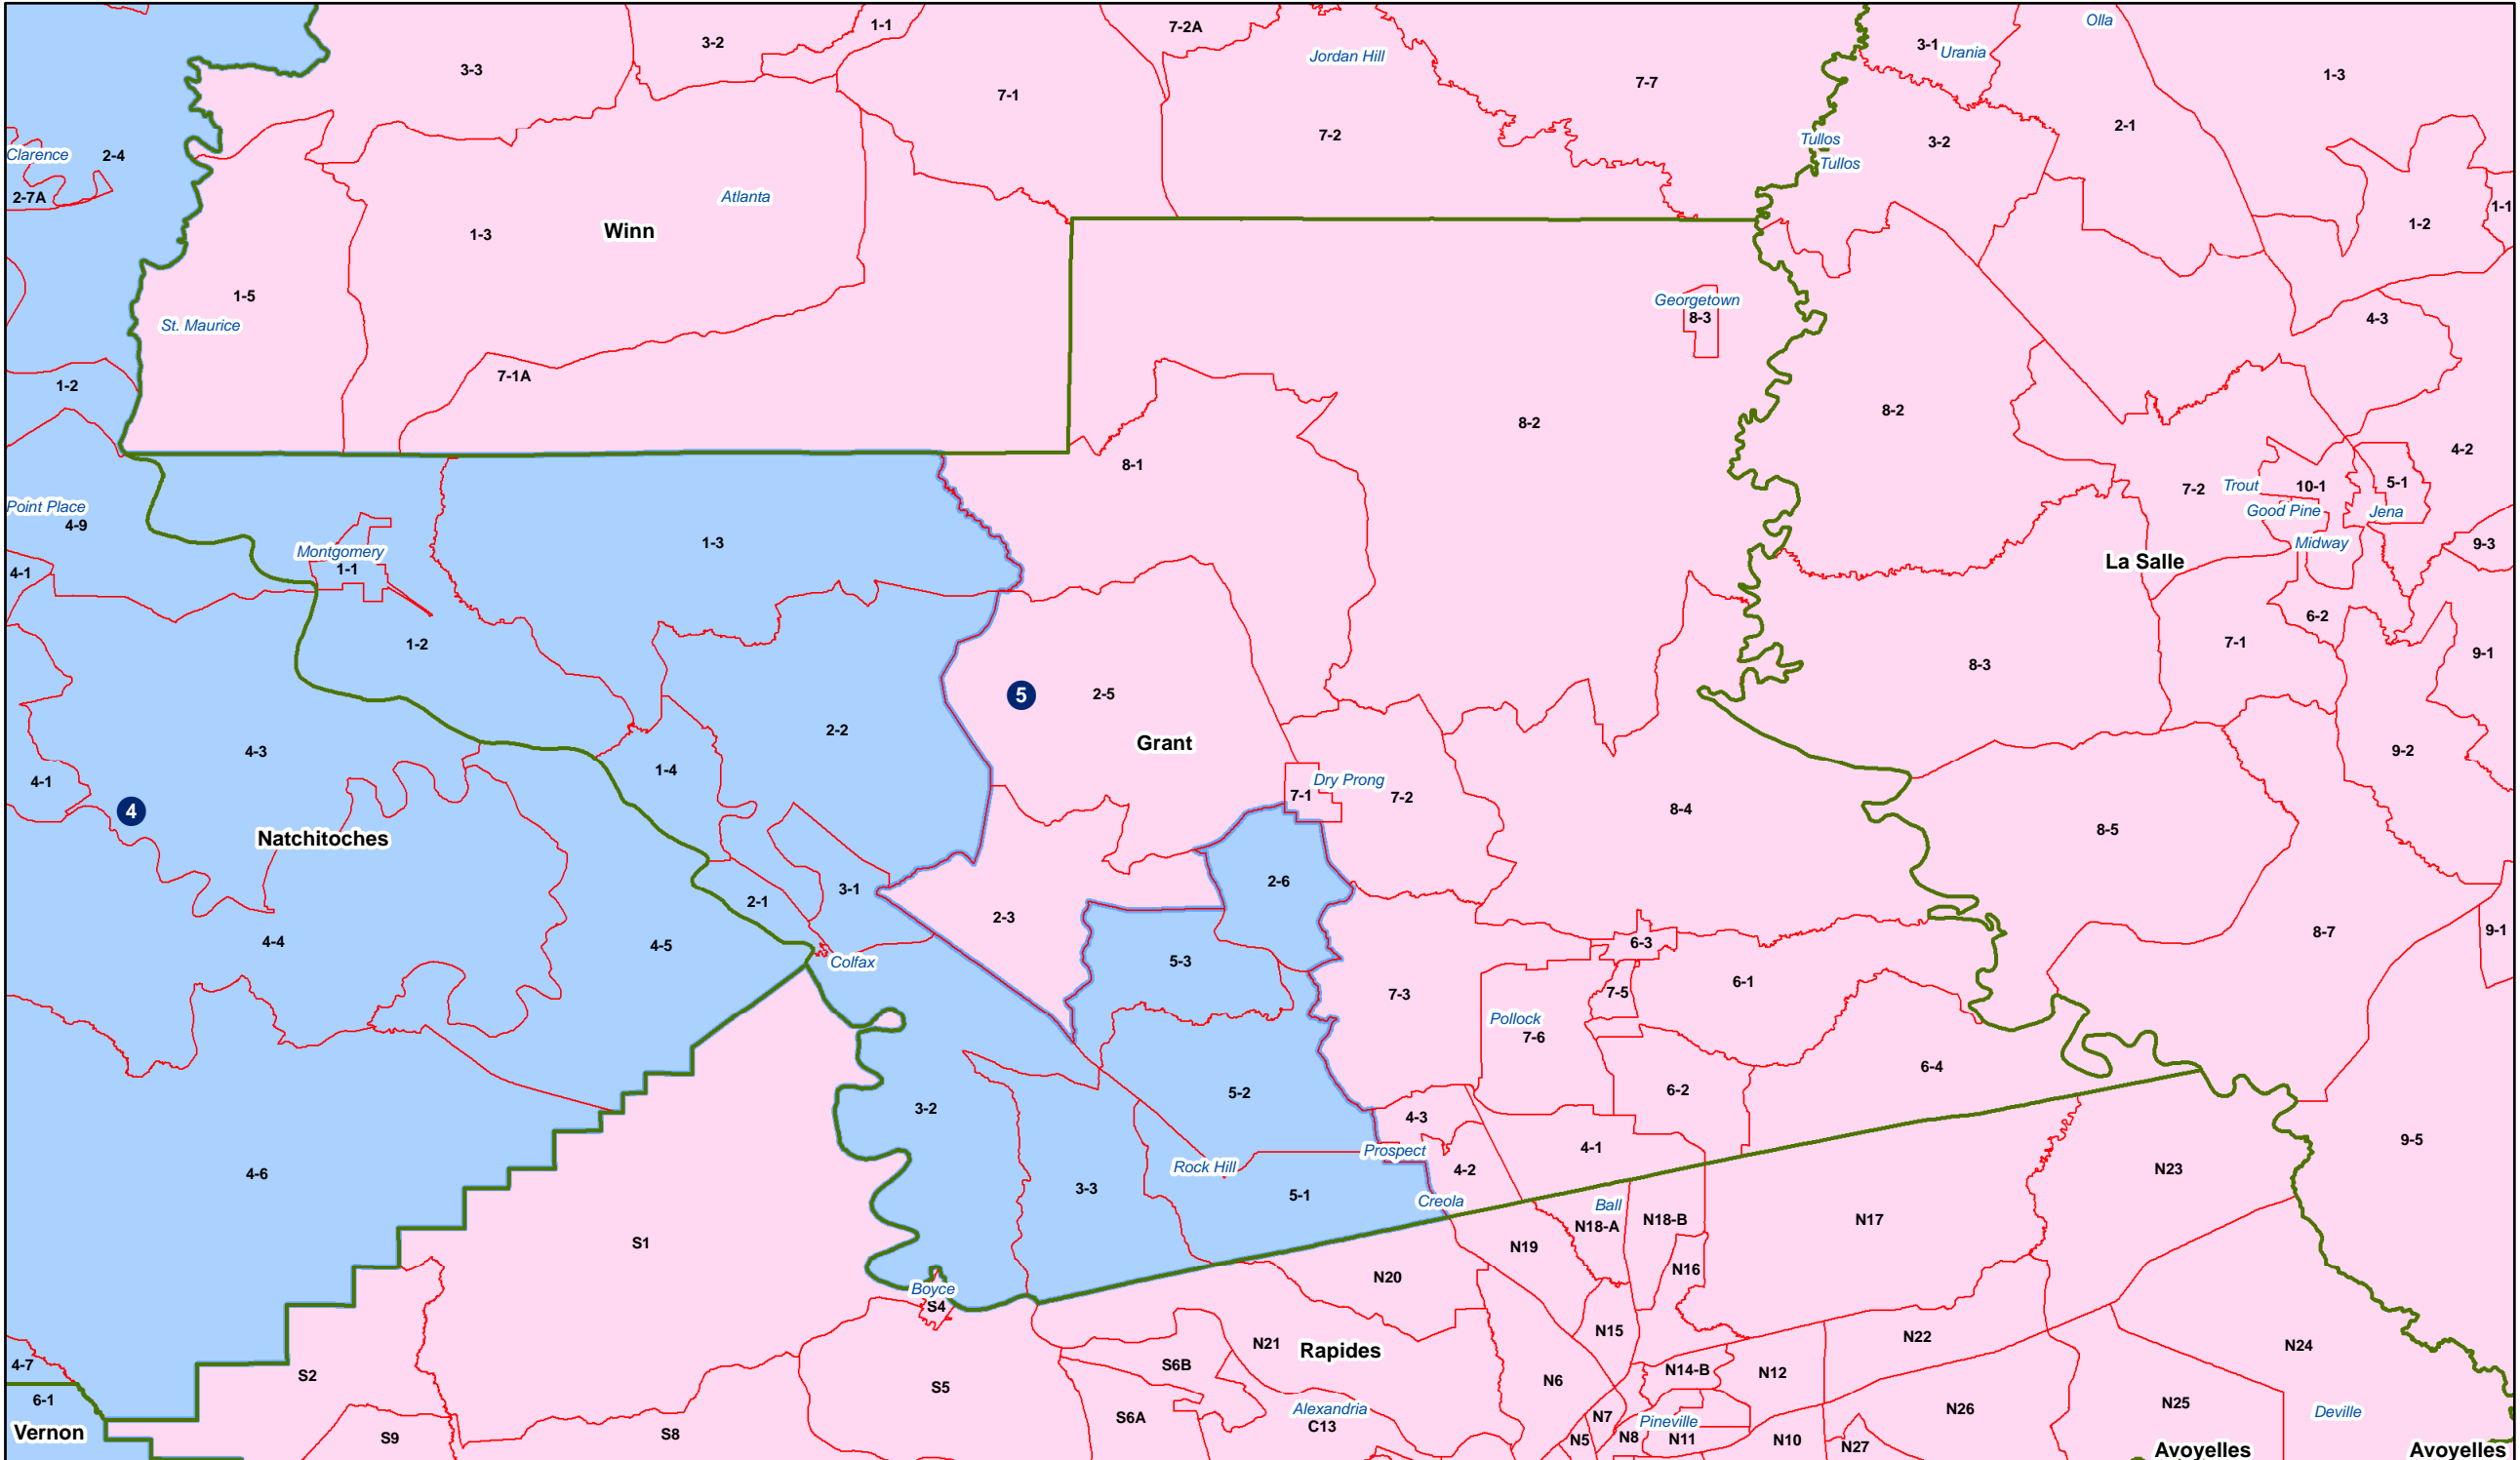 Olla
1-1
7-2A
3-2
3-1
Urania
Jordan Hill
3-3
1-3
7-7
7-1
2-1
7-2
Tullos
3-2
Clarence
2-4
Tullos
2-7A
Atlanta
1-1
1-2
Winn
1-3
1-5
Georgetown
8-3
4-3
St. Maurice
7-1A
1-2
8-2
8-2
4-2
8-1
Trout
10-1
5-1
7-2
Point Place
Good Pine
Jena
4-9
1-3
Midway
9-3
Montgomery
La Salle
1-1
4-1
6-2
1-2
7-1
9-1
8-3
2-5
5
2-2
Grant
4-3
9-2
1-4
4-1
Dry Prong
7-1
7-2
4
8-4
8-5
Natchitoches
2-6
3-1
2-1
2-3
8-7
9-1
4-4
4-5
6-3
Colfax
5-3
6-1
7-3
7-5
Pollock
7-6
6-4
5-2
6-2
3-2
4-3
9-5
4-1
Prospect
Rock Hill
4-2
N23
4-6
3-3
5-1
Creola
Ball
N18-A
N18-B
N17
S1
N19
N16
N20
Boyce
S4
N15
N22
N21
Rapides
N24
4-7
S6B
N14-B
N12
S2
S5
N6
6-1
N25
Alexandria
N26
Deville
S6A
C13
N7
Pineville
Vernon
S9
S8
N5
N8
N11
N10
N27
Avoyelles
Avoyelles